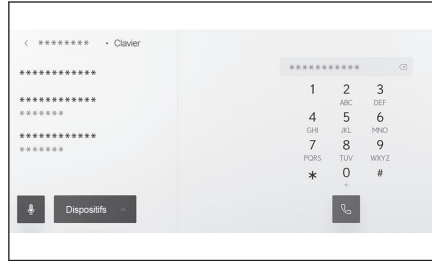 < ******** • Clavier
************
************
*******
************
*******
***********
1 2 3
ABC DEF
4 5 6
GHI JKL MNO
7 8 9
PQRS TUV WXYZ
* 0 #
+
Dispositifs